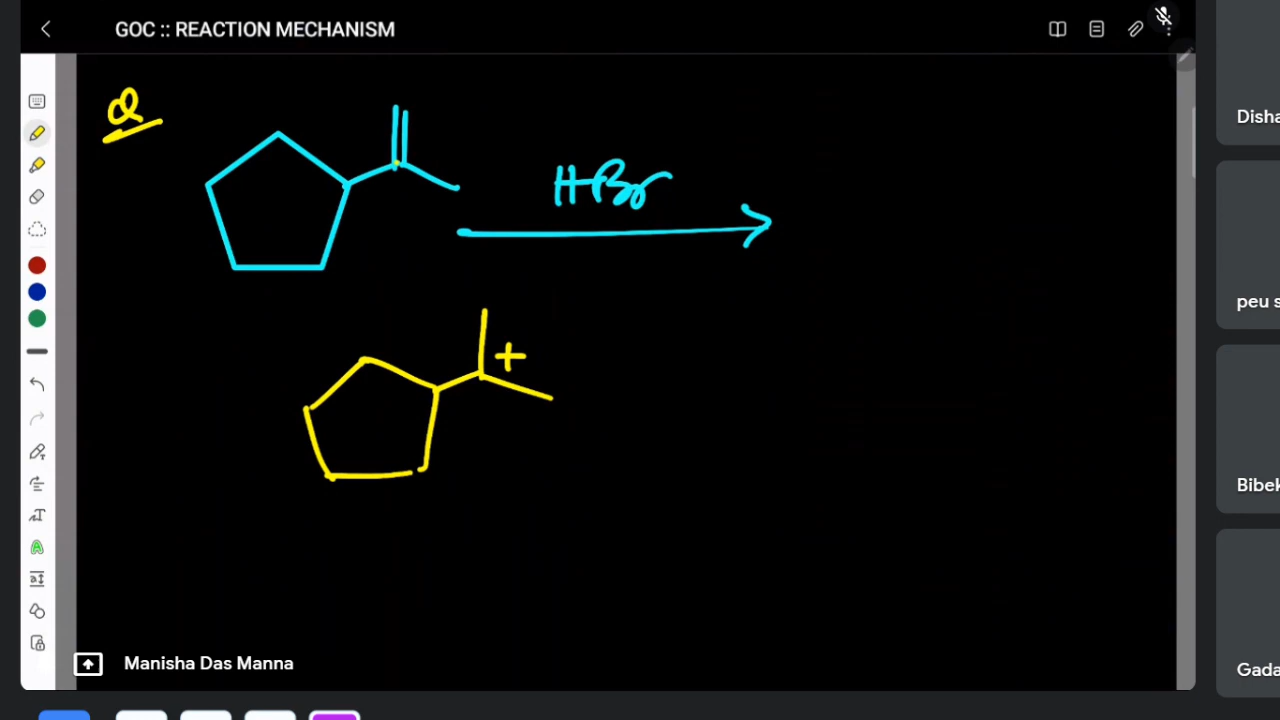 GOC :: REACTION MECHANISM
Q
HBr
+
Disha
peu s
Bibek
Gada
Manisha Das Manna